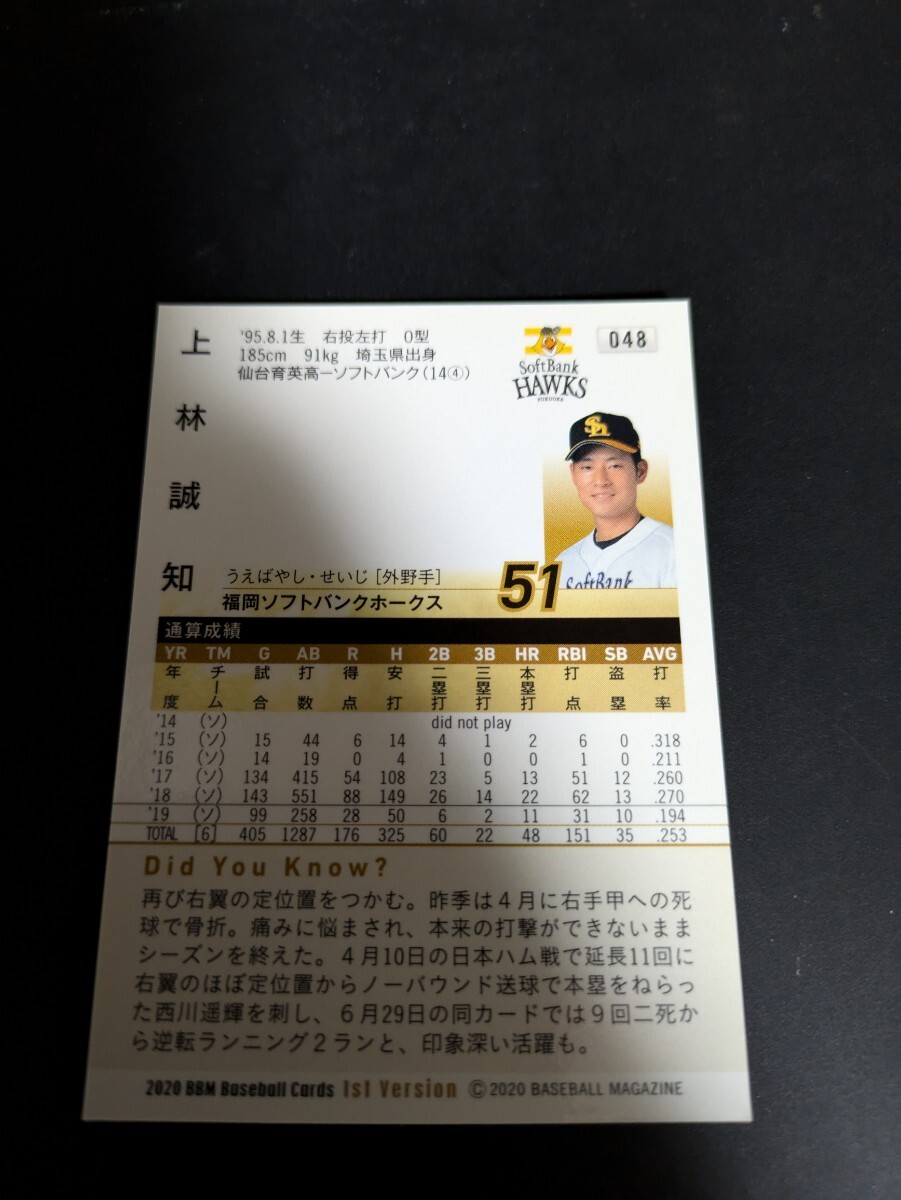 上林誠知
'95.8.1生 右投左打 O型
185cm 91kg 埼玉県出身
仙台育英高ーソフトバンク(14④)
SoftBank
HAWKS
FUKUOKA
048
Sh
SoftBank
うえばやし・せいじ [外野手]
福岡ソフトバンクホークス
51
通算成績
YR TM G AB R H 2B 3B HR RBI SB AVG
年度 チーム 試合 打数 得点 安打 二塁打 三塁打 本塁打 打点 盗塁 打率
'14 (ソ) did not play
'15 (ソ) 15 44 6 14 4 1 2 6 0 .318
'16 (ソ) 14 19 0 4 1 0 0 1 0 .211
'17 (ソ) 134 415 54 108 23 5 13 51 12 .260
'18 (ソ) 143 551 88 149 26 14 22 62 13 .270
'19 (ソ) 99 258 28 50 6 2 11 31 10 .194
TOTAL [6] 405 1287 176 325 60 22 48 151 35 .253
Did You Know?
再び右翼の定位置をつかむ。昨季は4月に右手甲への死
球で骨折。痛みに悩まされ、本来の打撃ができないまま
シーズンを終えた。4月10日の日本ハム戦で延長11回に
右翼のほぼ定位置からノーバウンド送球で本塁をねらっ
た西川遥輝を刺し、6月29日の同カードでは9回二死か
ら逆転ランニング2ランと、印象深い活躍も。
2020 BBM Baseball Cards 1st Version ©2020 BASEBALL MAGAZINE